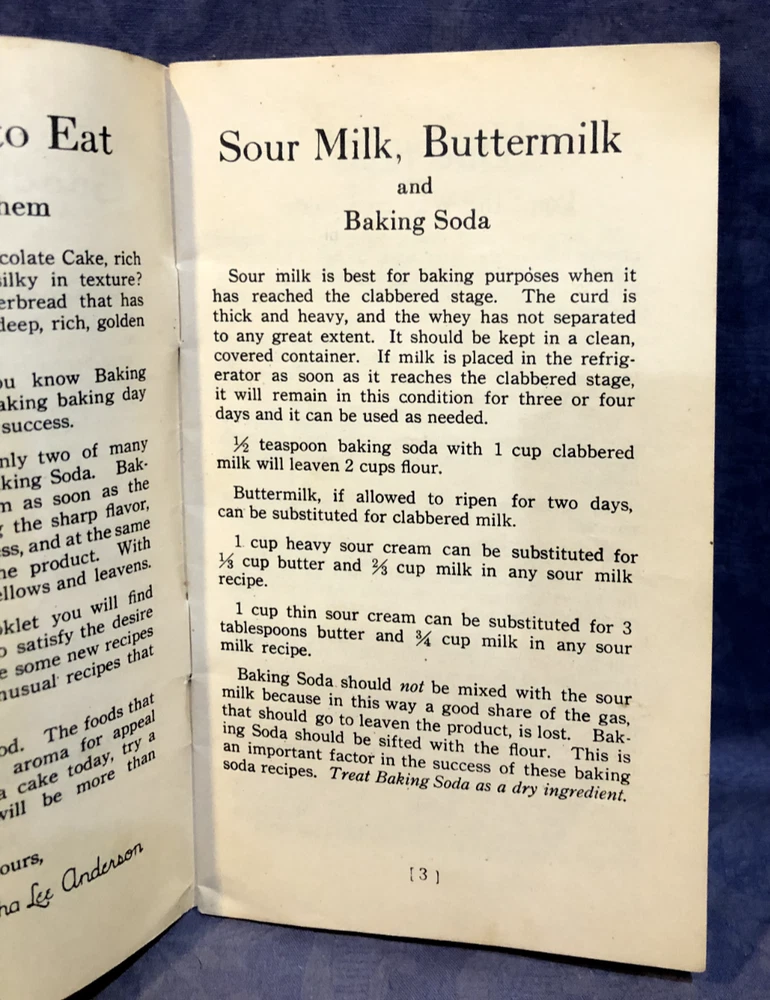 to Eat
hem
colate Cake, rich
silky in texture?
erbread that has
deep, rich, golden
ou know Baking
aking baking day
success.
nly two of many
king Soda. Bak-
m as soon as the
g the sharp flavor,
ss, and at the same
he product. With
ellows and leavens.
oklet you will find
o satisfy the desire
e some new recipes
nusual recipes that
od. The foods that
aroma for appeal
a cake today, try a
will be more than
ours,
ha Lee Anderson
Sour Milk, Buttermilk
and
Baking Soda
Sour milk is best for baking purposes when it
has reached the clabbered stage. The curd is
thick and heavy, and the whey has not separated
to any great extent. It should be kept in a clean,
covered container. If milk is placed in the refrig-
erator as soon as it reaches the clabbered stage,
it will remain in this condition for three or four
days and it can be used as needed.
½ teaspoon baking soda with 1 cup clabbered
milk will leaven 2 cups flour.
Buttermilk, if allowed to ripen for two days,
can be substituted for clabbered milk.
1 cup heavy sour cream can be substituted for
⅓ cup butter and ⅔ cup milk in any sour milk
recipe.
1 cup thin sour cream can be substituted for 3
tablespoons butter and ¾ cup milk in any sour
milk recipe.
Baking Soda should not be mixed with the sour
milk because in this way a good share of the gas,
that should go to leaven the product, is lost. Bak-
ing Soda should be sifted with the flour. This is
an important factor in the success of these baking
soda recipes. Treat Baking Soda as a dry ingredient.
[ 3 ]